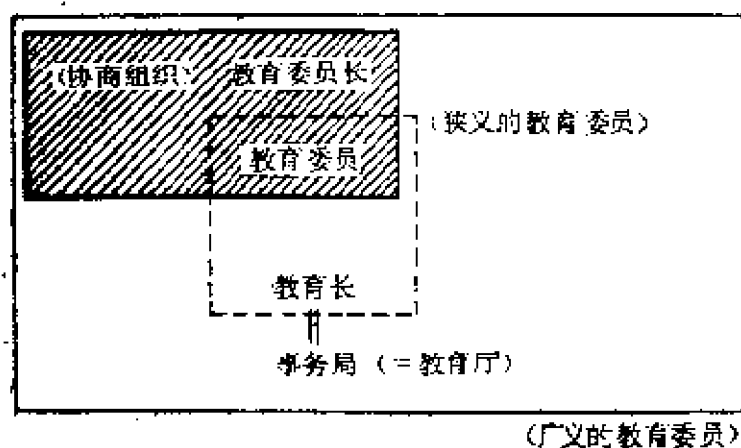 (协商组织) 教育委员长
(狭义的教育委员)
教育委员
教育长
事务局 (=教育厅)
(广义的教育委员)